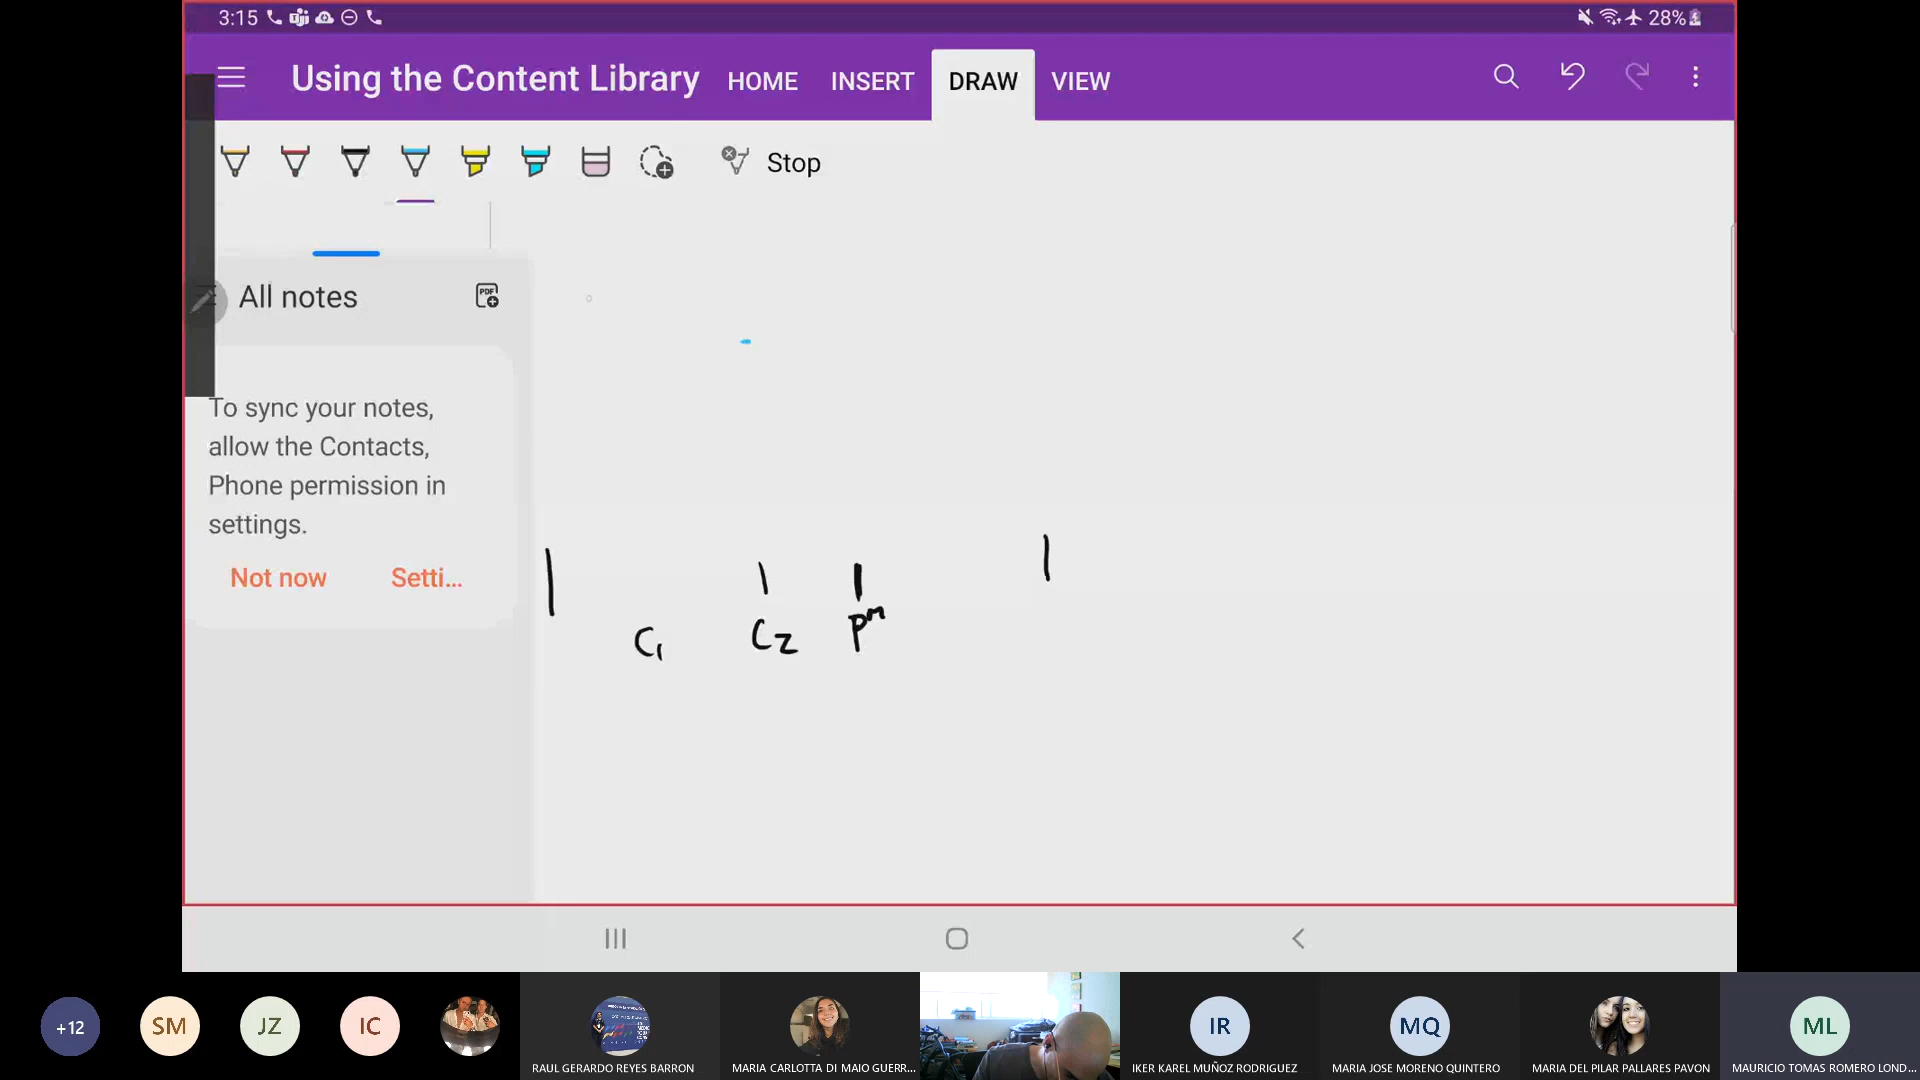 3:15 28%
Using the Content Library HOME INSERT DRAW VIEW
Stop
All notes
PDF
To sync your notes,
allow the Contacts,
Phone permission in
settings.
Not now Setti...
C1 C2 Pm
+12 SM JZ IC IR MQ ML
RAUL GERARDO REYES BARRON MARIA CARLOTTA DI MAIO GUERR... IKER KAREL MUÑOZ RODRIGUEZ MARIA JOSE MORENO QUINTERO MARIA DEL PILAR PALLARES PAVON MAURICIO TOMAS ROMERO LOND...